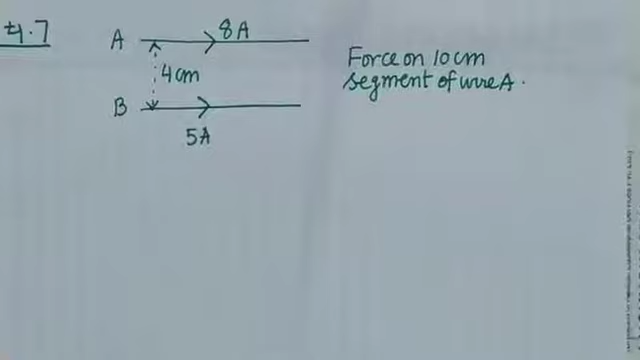 4.7
A 8A
4cm
B
5A
Force on 10cm
segment of wire A.